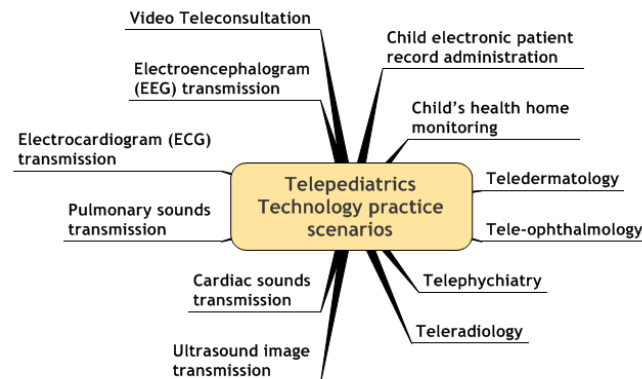 Video Teleconsultation
Electroencephalogram
(EEG) transmission
Electrocardiogram (ECG)
transmission
Pulmonary sounds
transmission
Cardiac sounds
transmission
Ultrasound image
transmission
Telepediatrics
Technology practice
scenarios
Child electronic patient
record administration
Child's health home
monitoring
Teledermatology
Tele-ophthalmology
Telephychiatry
Teleradiology